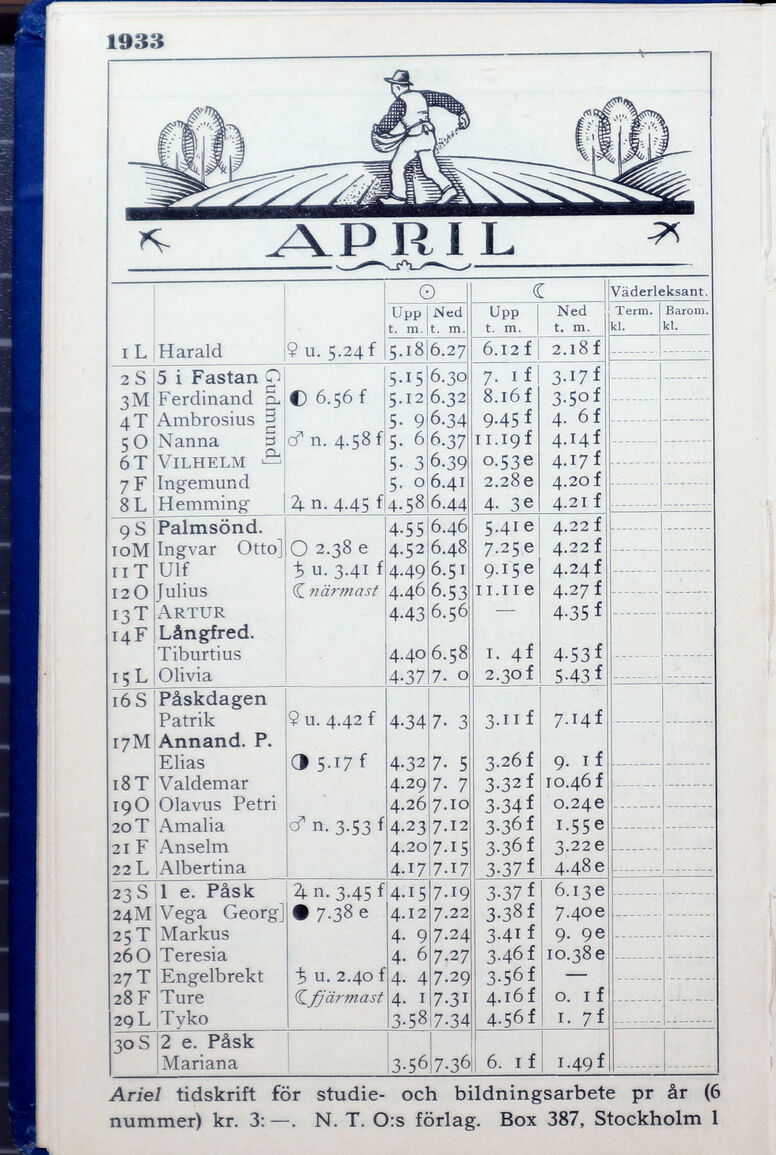 1933
APRIL
☉ ☾ Väderleksant.
Upp Ned Upp Ned Term. Barom.
t. m. t. m. t. m. t. m. kl. kl.
1 L Harald ♀ u. 5.24 f 5.18 6.27 6.12 f 2.18 f
2 S 5 i Fastan Gudmund] 5.15 6.30 7. 1 f 3.17 f
3 M Ferdinand ◐ 6.56 f 5.12 6.32 8.16 f 3.50 f
4 T Ambrosius 5. 9 6.34 9.45 f 4. 6 f
5 O Nanna ♂ n. 4.58 f 5. 6 6.37 11.19 f 4.14 f
6 T VILHELM 5. 3 6.39 0.53 e 4.17 f
7 F Ingemund 5. 0 6.41 2.28 e 4.20 f
8 L Hemming ♃ n. 4.45 f 4.58 6.44 4. 3 e 4.21 f
9 S Palmsönd. 4.55 6.46 5.41 e 4.22 f
10 M Ingvar Otto] ○ 2.38 e 4.52 6.48 7.25 e 4.22 f
11 T Ulf ♄ u. 3.41 f 4.49 6.51 9.15 e 4.24 f
12 O Julius ☾ närmast 4.46 6.53 11.11 e 4.27 f
13 T ARTUR 4.43 6.56 — 4.35 f
14 F Långfred.
Tiburtius 4.40 6.58 1. 4 f 4.53 f
15 L Olivia 4.37 7. 0 2.30 f 5.43 f
16 S Påskdagen
Patrik ♀ u. 4.42 f 4.34 7. 3 3.11 f 7.14 f
17 M Annand. P.
Elias ◑ 5.17 f 4.32 7. 5 3.26 f 9. 1 f
18 T Valdemar 4.29 7. 7 3.32 f 10.46 f
19 O Olavus Petri 4.26 7.10 3.34 f 0.24 e
20 T Amalia ♂ n. 3.53 f 4.23 7.12 3.36 f 1.55 e
21 F Anselm 4.20 7.15 3.36 f 3.22 e
22 L Albertina 4.17 7.17 3.37 f 4.48 e
23 S 1 e. Påsk ♃ n. 3.45 f 4.15 7.19 3.37 f 6.13 e
24 M Vega Georg] ● 7.38 e 4.12 7.22 3.38 f 7.40 e
25 T Markus 4. 9 7.24 3.41 f 9. 9 e
26 O Teresia 4. 6 7.27 3.46 f 10.38 e
27 T Engelbrekt ♄ u. 2.40 f 4. 4 7.29 3.56 f —
28 F Ture ☾ fjärmast 4. 1 7.31 4.16 f 0. 1 f
29 L Tyko 3.58 7.34 4.56 f 1. 7 f
30 S 2 e. Påsk
Mariana 3.56 7.36 6. 1 f 1.49 f
Ariel tidskrift för studie- och bildningsarbete pr år (6
nummer) kr. 3: —. N. T. O:s förlag. Box 387, Stockholm 1